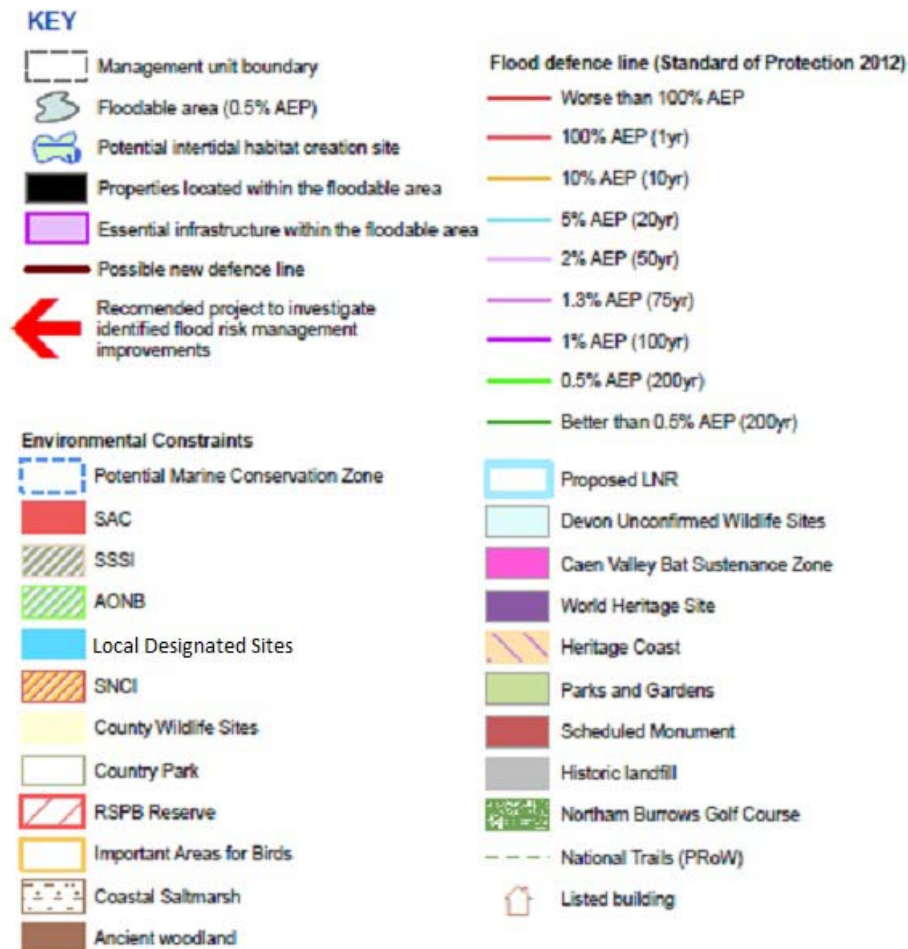 KEY
Management unit boundary
Floodable area (0.5% AEP)
Potential intertidal habitat creation site
Properties located within the floodable area
Essential infrastructure within the floodable area
Possible new defence line
Recomended project to investigate
identified flood risk management
improvements
Flood defence line (Standard of Protection 2012)
Worse than 100% AEP
100% AEP (1yr)
10% AEP (10yr)
5% AEP (20yr)
2% AEP (50yr)
1.3% AEP (75yr)
1% AEP (100yr)
0.5% AEP (200yr)
Better than 0.5% AEP (200yr)
Environmental Constraints
Potential Marine Conservation Zone
SAC
SSSI
AONB
Local Designated Sites
SNCI
County Wildlife Sites
Country Park
RSPB Reserve
Important Areas for Birds
Coastal Saltmarsh
Ancient woodland
Proposed LNR
Devon Unconfirmed Wildlife Sites
Caen Valley Bat Sustenance Zone
World Heritage Site
Heritage Coast
Parks and Gardens
Scheduled Monument
Historic landfill
Northam Burrows Golf Course
National Trails (PRoW)
Listed building